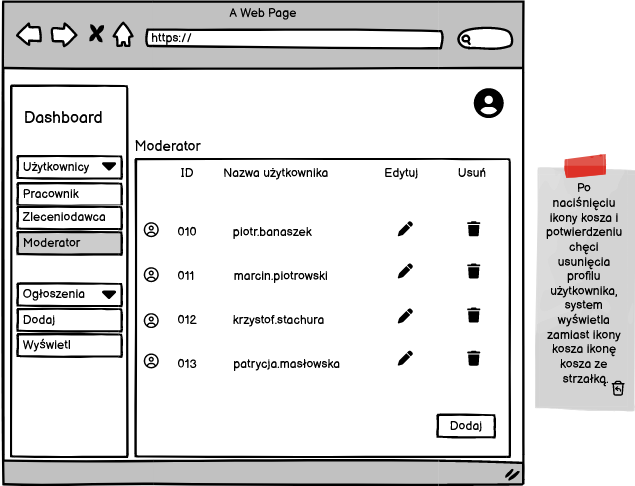 A Web Page
https://
Dashboard
Użytkownicy
Pracownik
Zleceniodawca
Moderator
Ogłoszenia
Dodaj
Wyświetl
Moderator
ID Nazwa użytkownika Edytuj Usuń
010 piotr.banaszek
011 marcin.piotrowski
012 krzystof.stachura
013 patrycja.masłowska
Dodaj
Po
naciśnięciu
ikony kosza i
potwierdzeniu
chęci
usunięcia
profilu
użytkownika,
system
wyświetla
zamiast ikony
kosza ikonę
kosza ze
strzałką.